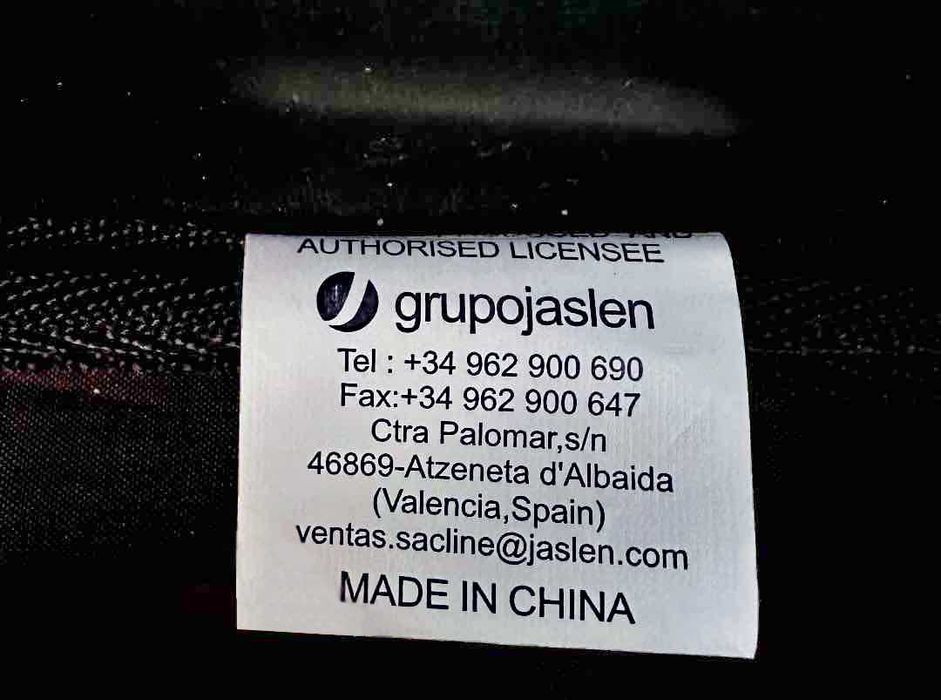 AND
AUTHORISED LICENSEE
grupojaslen
Tel : +34 962 900 690
Fax:+34 962 900 647
Ctra Palomar,s/n
46869-Atzeneta d'Albaida
(Valencia,Spain)
ventas.sacline@jaslen.com
MADE IN CHINA